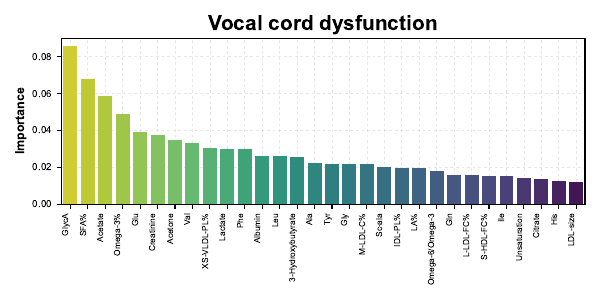 Vocal cord dysfunction
Importance
0.08
0.06
0.04
0.02
0.00
GlycA
SFA%
Acetate
Omega-3%
Glu
Creatinine
Acetone
Val
XS-VLDL-PL%
Lactate
Phe
Albumin
Leu
3-Hydroxybutyrate
Ala
Tyr
Gly
M-LDL-C%
IDL-PL%
LA%
Omega-6/Omega-3
Gln
L-LDL-FC%
S-HDL-FC%
Ile
Unsaturation
Citrate
His
LDL-size